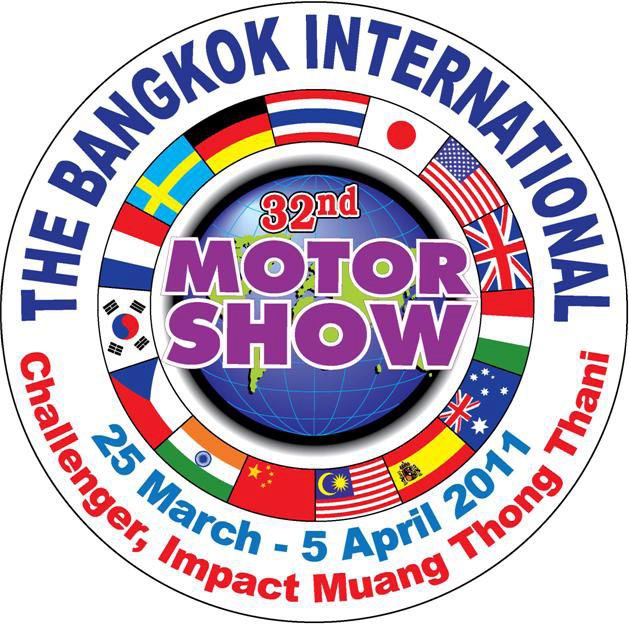 THE BANGKOK INTERNATIONAL
32nd
MOTOR
SHOW
25 March - 5 April 2011
Challenger, Impact Muang Thong Thani